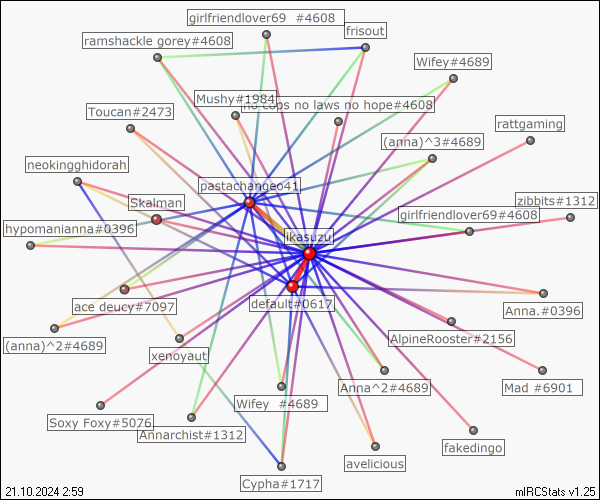 girlfriendlover69 #4608
frisout
ramshackle gorey#4608
Wifey#4689
Mushy#1984
no cops no laws no hope#4608
Toucan#2473
rattgaming
(anna)^3#4689
neokingghidorah
pastachangeo41
Skalman
zibbits#1312
girlfriendlover69#4608
hypomanianna#0396
likasuzu
ace deucy#7097
default#0617
Anna.#0396
AlpineRooster#2156
(anna)^2#4689
xenoyaut
Anna^2#4689
Mad #6901
Wifey #4689
Soxy Foxy#5076
Annarchist#1312
fakedingo
avelicious
Cypha#1717
21.10.2024 2:59
mIRCStats v1.25